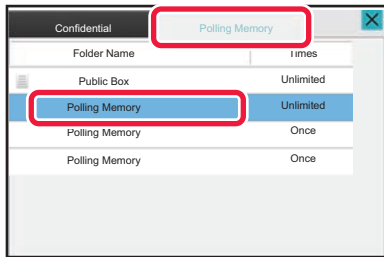 Confidential Polling Memory
Folder Name Times
Public Box Unlimited
Polling Memory Unlimited
Polling Memory Once
Polling Memory Once